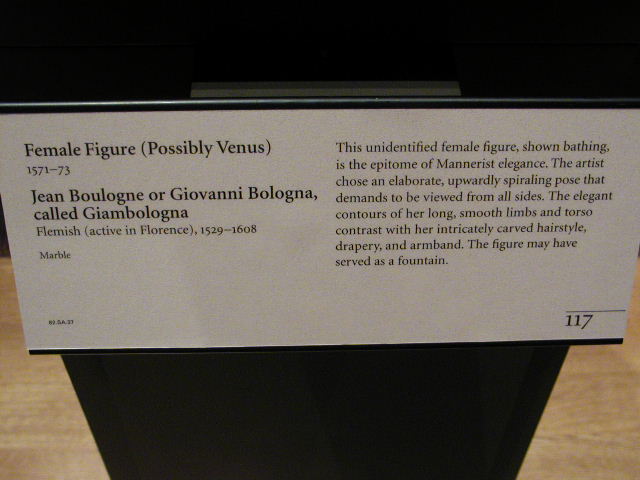 Female Figure (Possibly Venus)
1571–73
Jean Boulogne or Giovanni Bologna,
called Giambologna
Flemish (active in Florence), 1529–1608
Marble
82.SA.37
This unidentified female figure, shown bathing,
is the epitome of Mannerist elegance. The artist
chose an elaborate, upwardly spiraling pose that
demands to be viewed from all sides. The elegant
contours of her long, smooth limbs and torso
contrast with her intricately carved hairstyle,
drapery, and armband. The figure may have
served as a fountain.
117